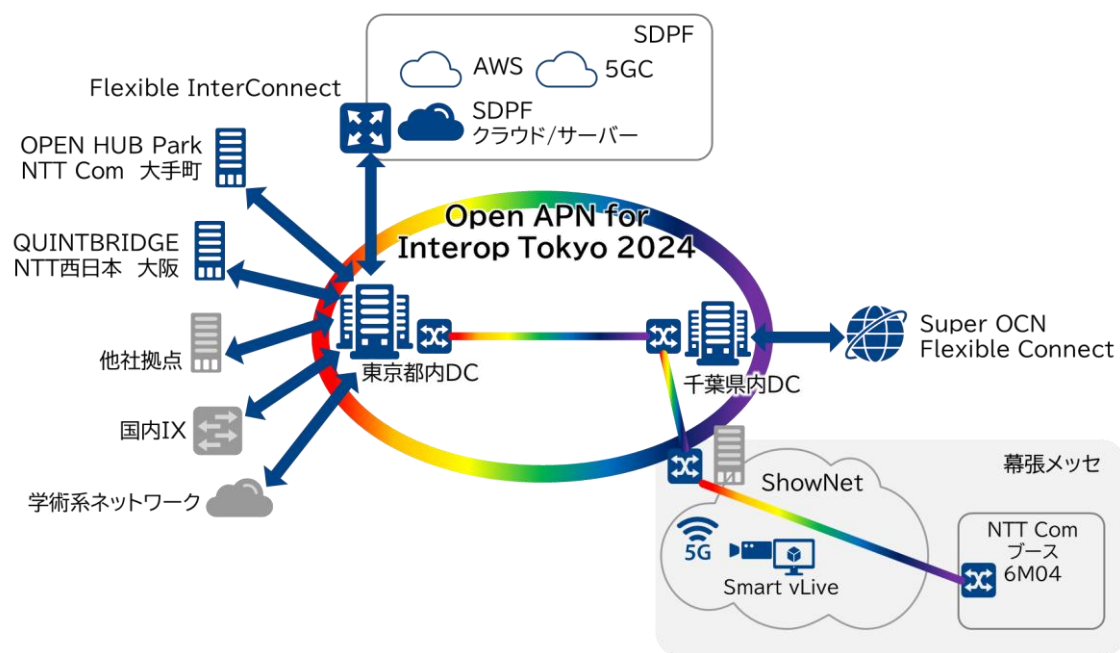 SDPF
AWS
5GC
SDPF
クラウド/サーバー
Flexible InterConnect
OPEN HUB Park
NTT Com 大手町
QUINTBRIDGE
NTT西日本 大阪
他社拠点
国内IX
学術系ネットワーク
Open APN for
Interop Tokyo 2024
東京都内DC
千葉県内DC
Super OCN
Flexible Connect
幕張メッセ
ShowNet
5G
Smart vLive
NTT Com
ブース
6M04